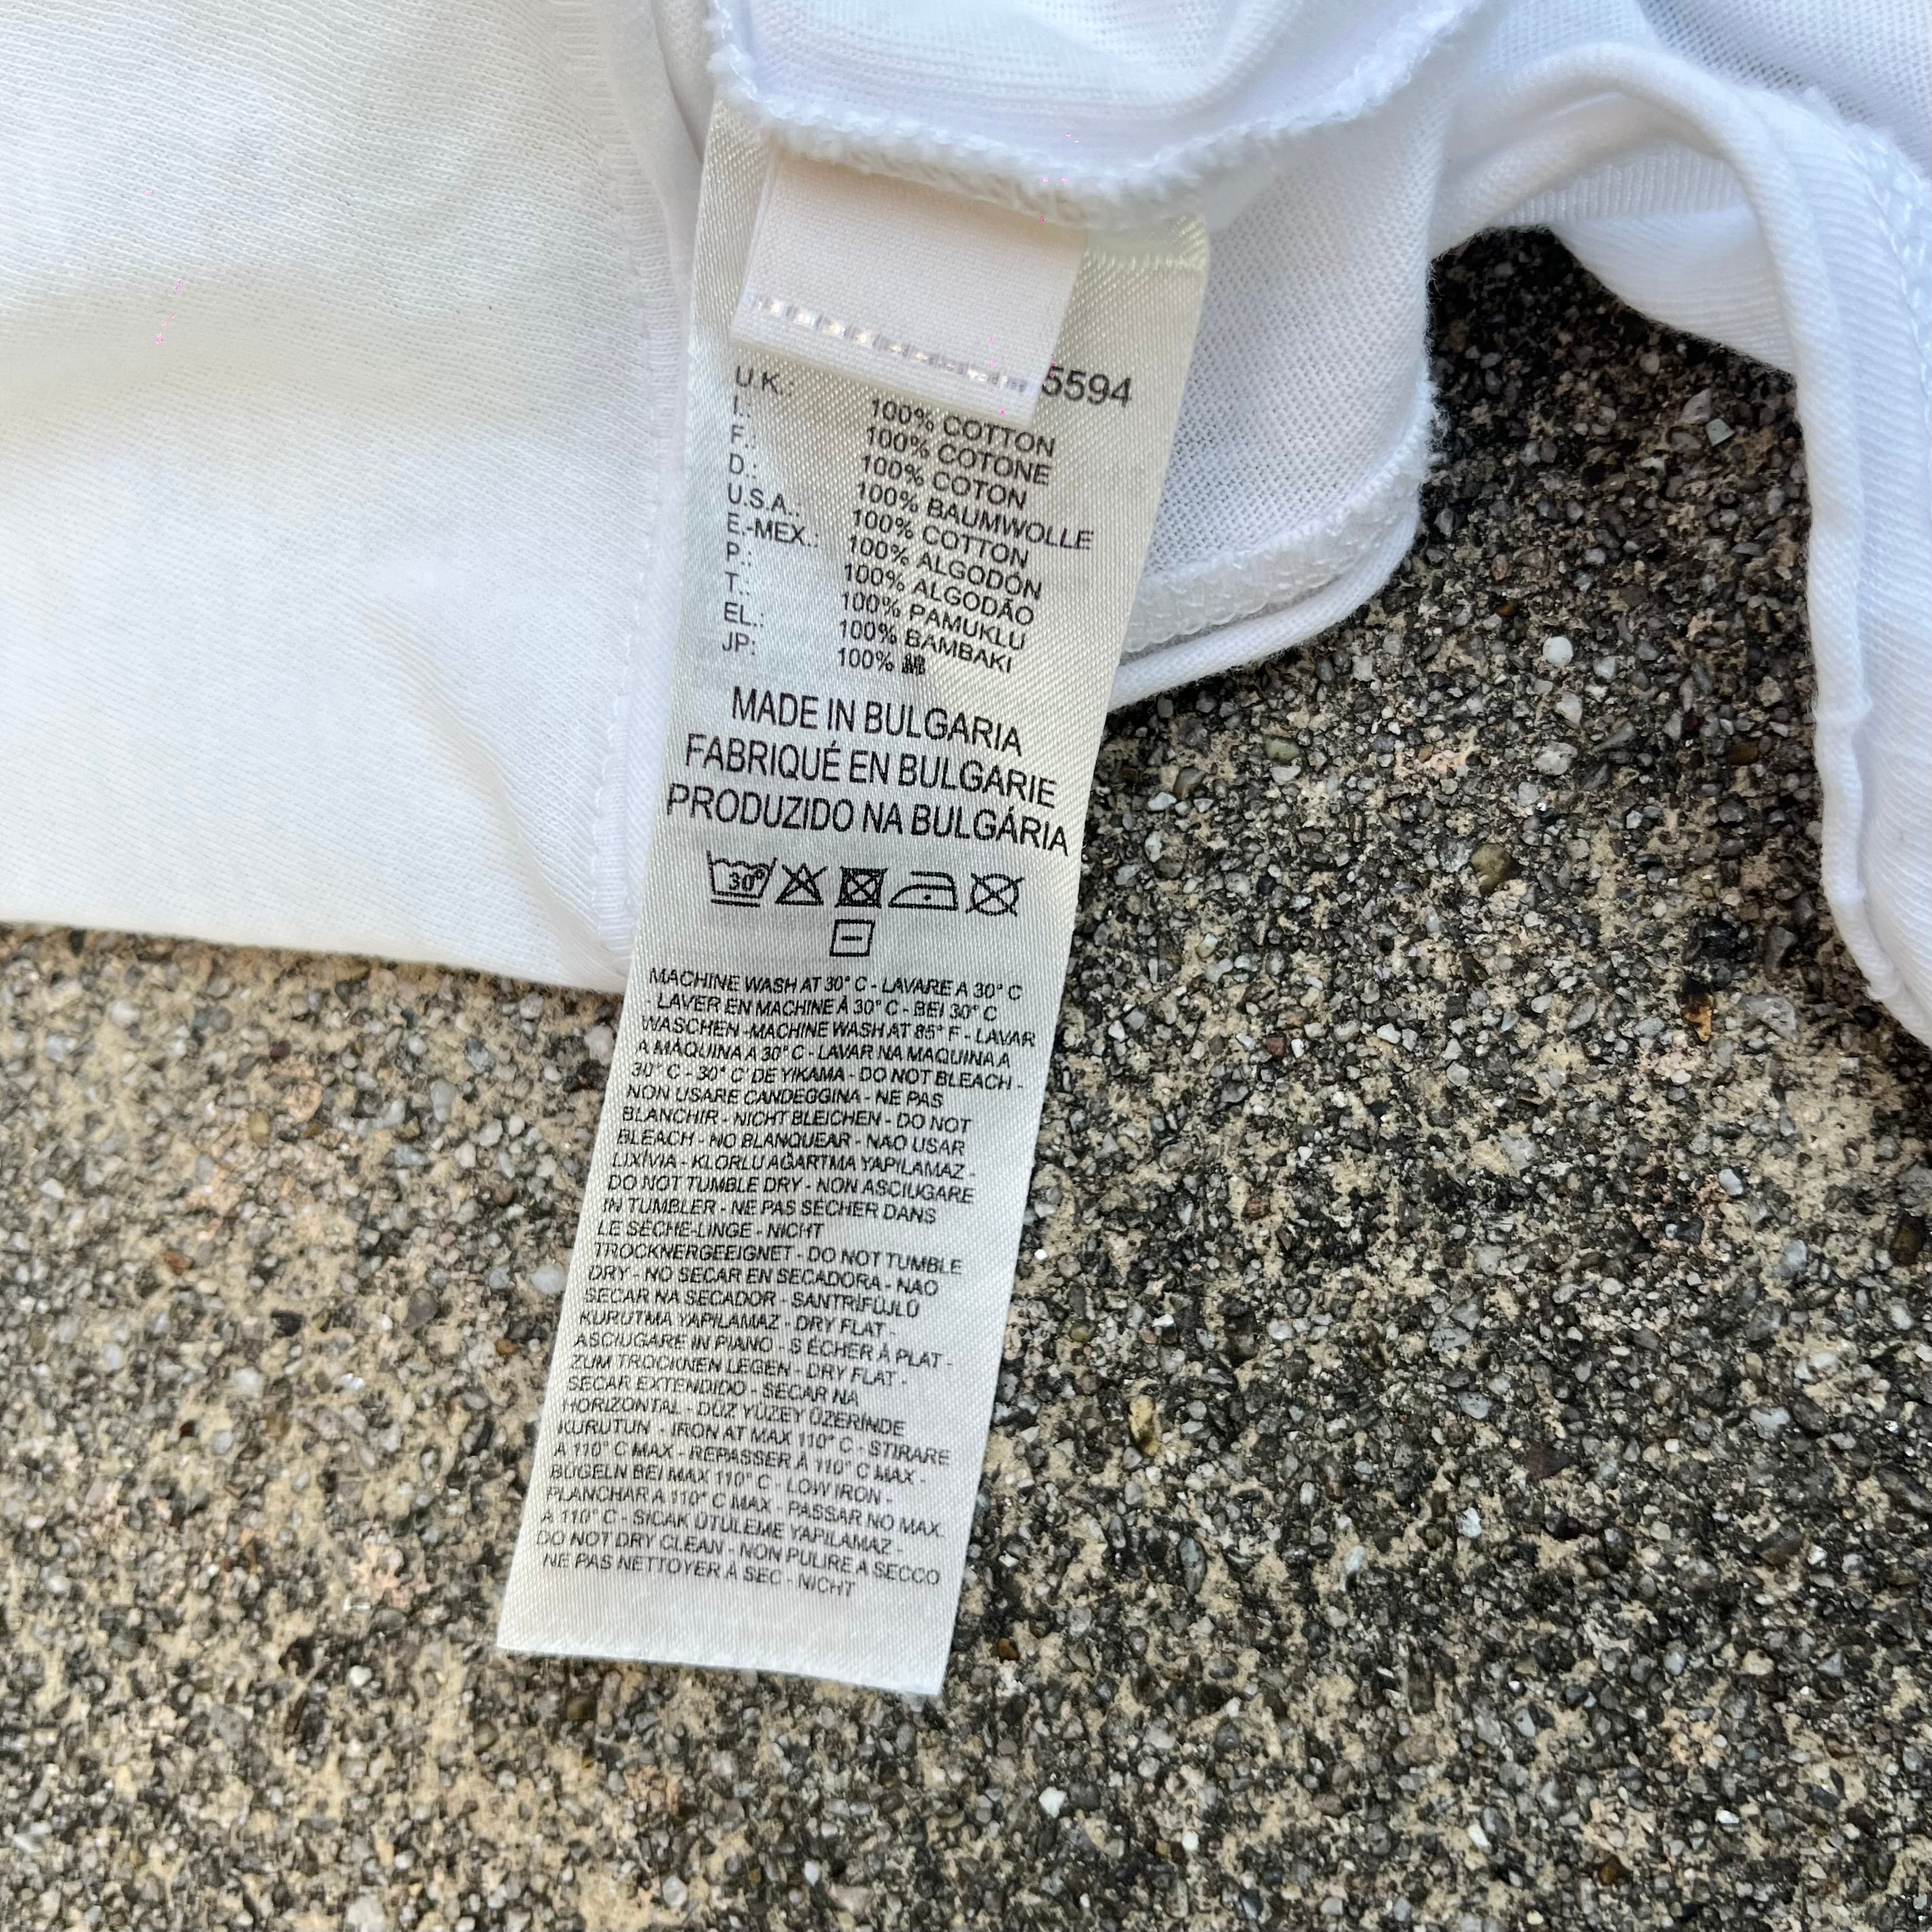 5594
U.K.: 100% COTTON
I.: 100% COTONE
F.: 100% COTON
D.: 100% BAUMWOLLE
U.S.A.: 100% COTTON
E.-MEX.: 100% ALGODÓN
P.: 100% ALGODÃO
T.: 100% PAMUKLU
EL.: 100% BAMBAKI
JP: 100% 綿
MADE IN BULGARIA
FABRIQUÉ EN BULGARIE
PRODUZIDO NA BULGÁRIA
30°
MACHINE WASH AT 30° C - LAVARE A 30° C
- LAVER EN MACHINE À 30° C - BEI 30° C
WASCHEN -MACHINE WASH AT 85° F - LAVAR
A MÁQUINA A 30° C - LAVAR NA MAQUINA A
30° C - 30° C' DE YIKAMA - DO NOT BLEACH -
NON USARE CANDEGGINA - NE PAS
BLANCHIR - NICHT BLEICHEN - DO NOT
BLEACH - NO BLANQUEAR - NAO USAR
LIXÍVIA - KLORLU AĞARTMA YAPILAMAZ -
DO NOT TUMBLE DRY - NON ASCIUGARE
IN TUMBLER - NE PAS SÉCHER DANS
LE SÈCHE-LINGE - NICHT
TROCKNERGEEIGNET - DO NOT TUMBLE
DRY - NO SECAR EN SECADORA - NAO
SECAR NA SECADOR - SANTRİFÜJLÜ
KURUTMA YAPILAMAZ - DRY FLAT -
ASCIUGARE IN PIANO - S ÉCHER À PLAT -
ZUM TROCKNEN LEGEN - DRY FLAT -
SECAR EXTENDIDO - SECAR NA
HORIZONTAL - DÜZ YÜZEY ÜZERİNDE
KURUTUN - IRON AT MAX 110° C - STIRARE
A 110° C MAX - REPASSER À 110° C MAX -
BÜGELN BEI MAX 110° C - LOW IRON -
PLANCHAR A 110° C MAX - PASSAR NO MAX.
A 110° C - SICAK ÜTÜLEME YAPILAMAZ -
DO NOT DRY CLEAN - NON PULIRE A SECCO
NE PAS NETTOYER À SEC - NICHT